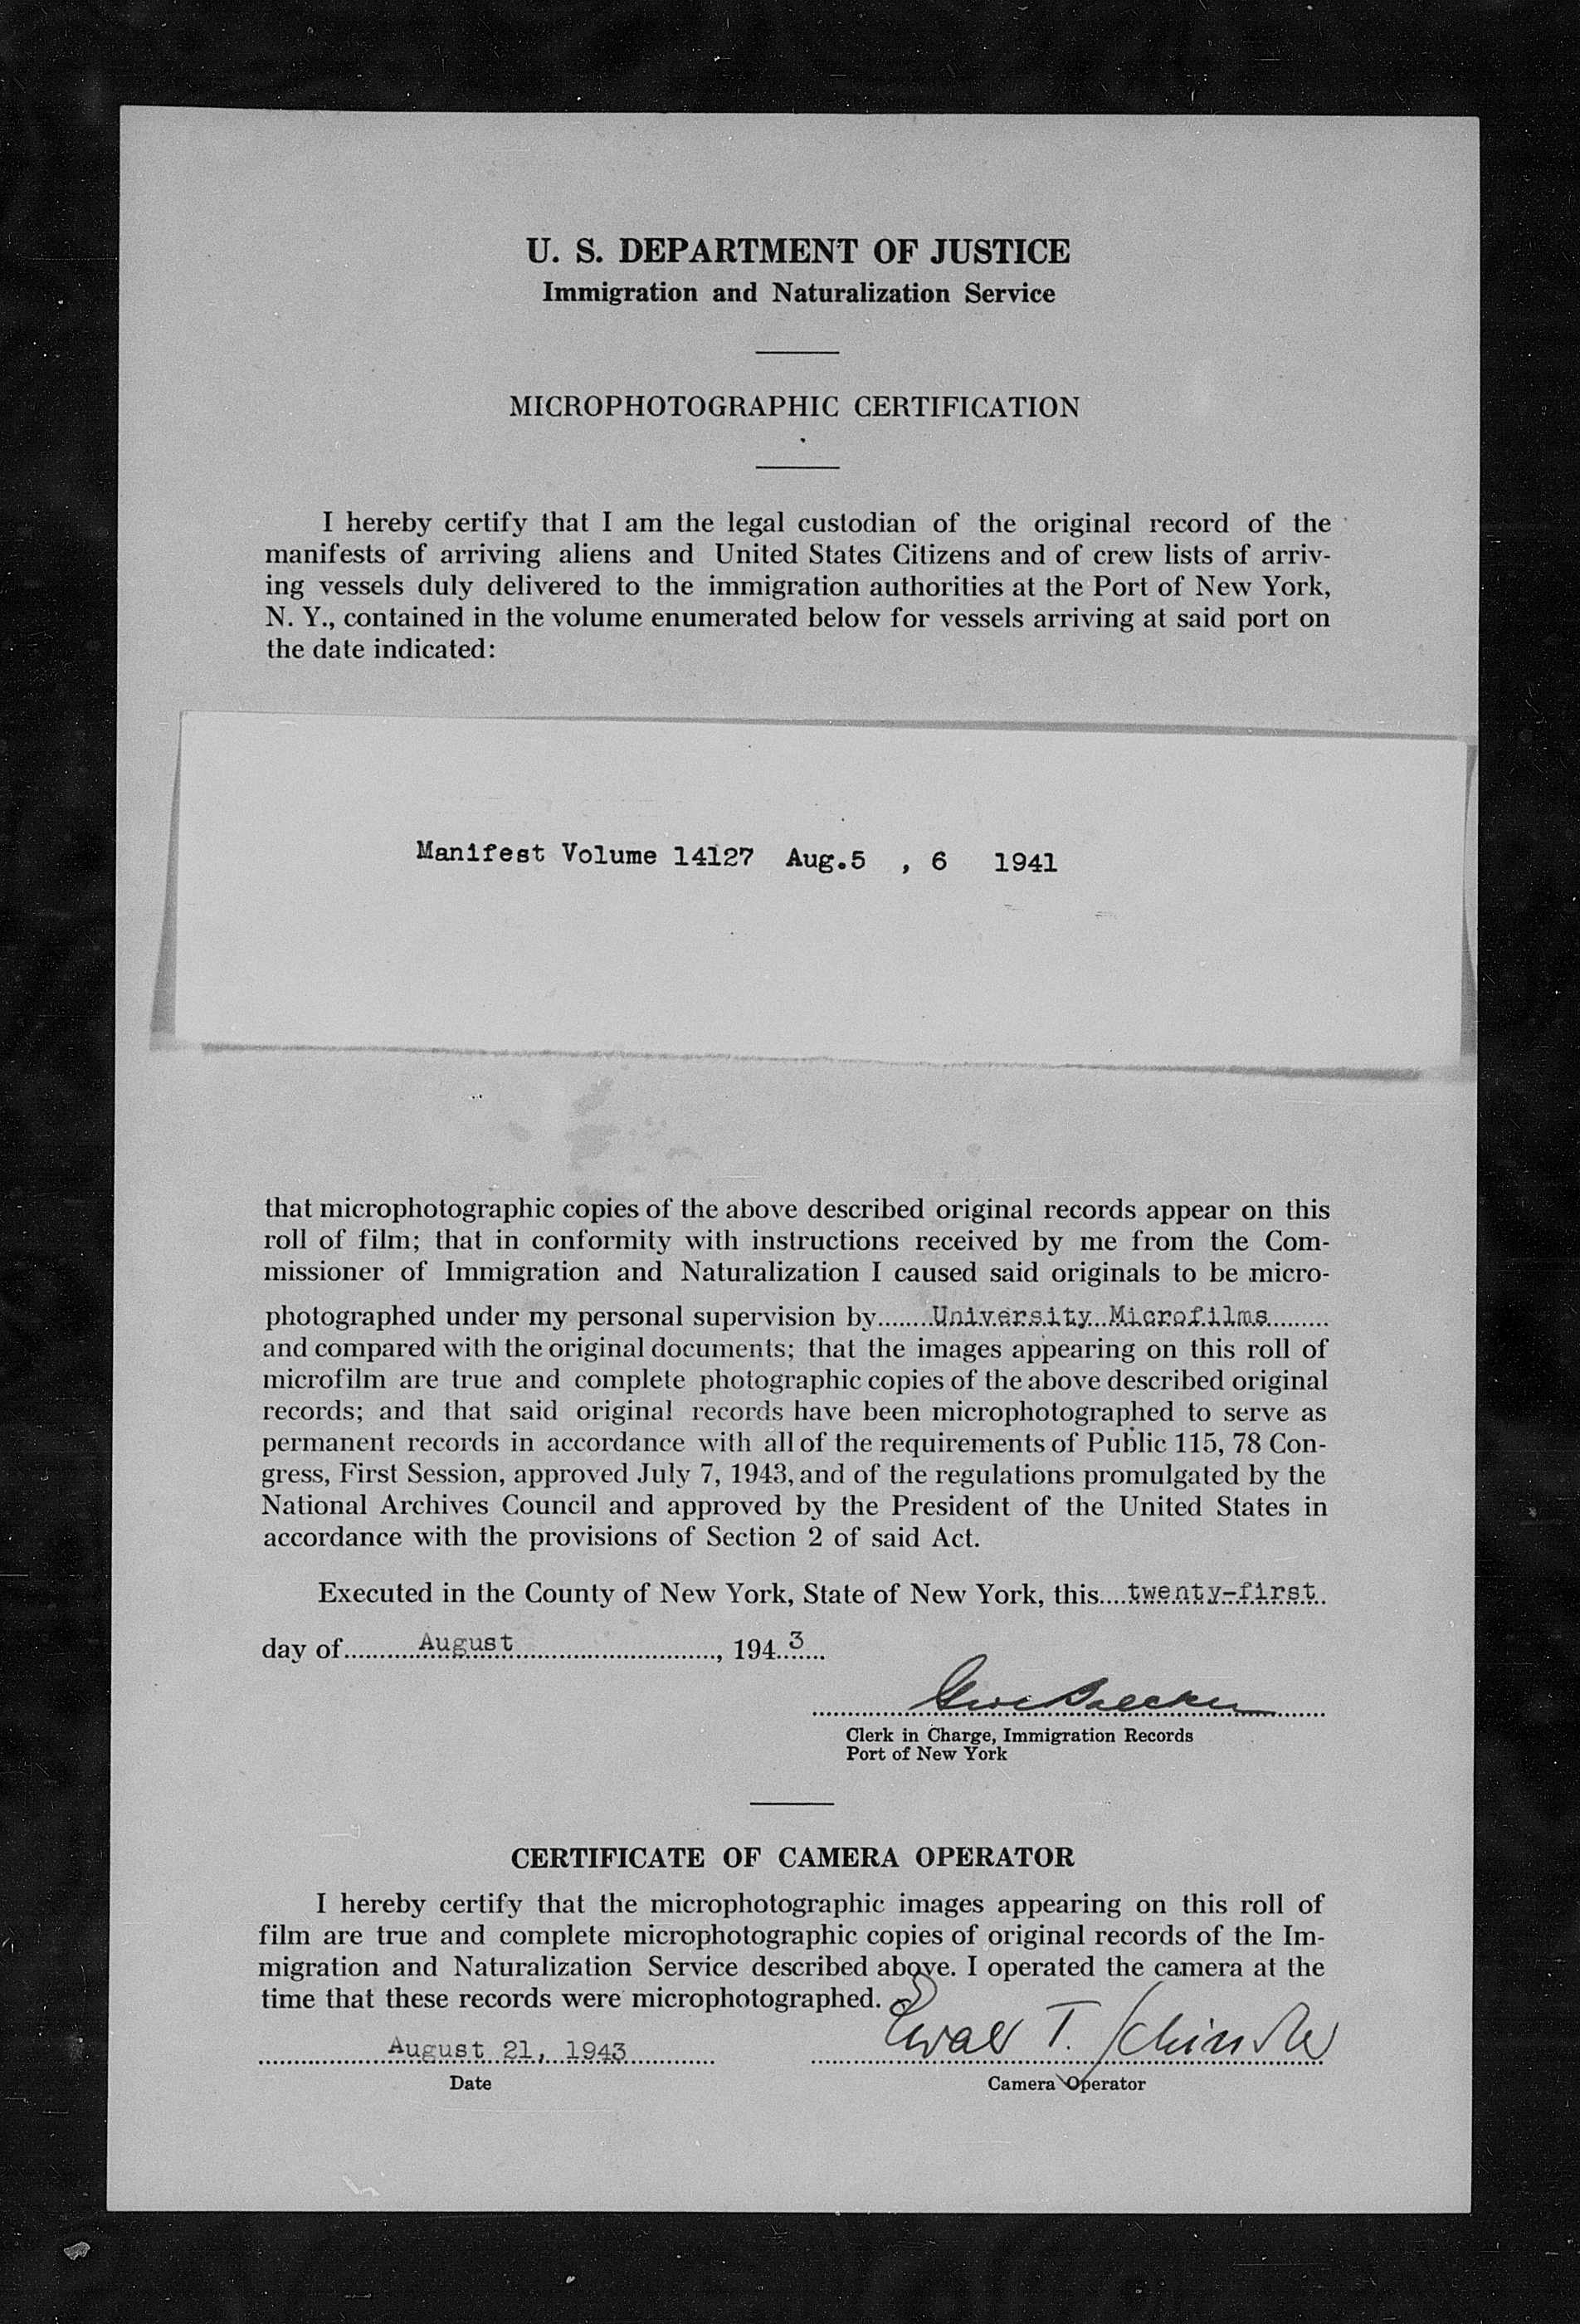 U. S. DEPARTMENT OF JUSTICE
Immigration and Naturalization Service
MICROPHOTOGRAPHIC CERTIFICATION
I hereby certify that I am the legal custodian of the original record of the
manifests of arriving aliens and United States Citizens and of crew lists of arriv-
ing vessels duly delivered to the immigration authorities at the Port of New York,
N. Y., contained in the volume enumerated below for vessels arriving at said port on
the date indicated:
Manifest Volume 14127 Aug.5 , 6 1941
that microphotographic copies of the above described original records appear on this
roll of film; that in conformity with instructions received by me from the Com-
missioner of Immigration and Naturalization I caused said originals to be micro-
photographed under my personal supervision by........University Microfilms.........
and compared with the original documents; that the images appearing on this roll of
microfilm are true and complete photographic copies of the above described original
records; and that said original records have been microphotographed to serve as
permanent records in accordance with all of the requirements of Public 115, 78 Con-
gress, First Session, approved July 7, 1943, and of the regulations promulgated by the
National Archives Council and approved by the President of the United States in
accordance with the provisions of Section 2 of said Act.
Executed in the County of New York, State of New York, this....twenty-first
day of............August..................................., 194 3
Clerk in Charge, Immigration Records
Port of New York
CERTIFICATE OF CAMERA OPERATOR
I hereby certify that the microphotographic images appearing on this roll of
film are true and complete microphotographic copies of original records of the Im-
migration and Naturalization Service described above. I operated the camera at the
time that these records were microphotographed.
August 21, 1943 T.
Date Camera Operator